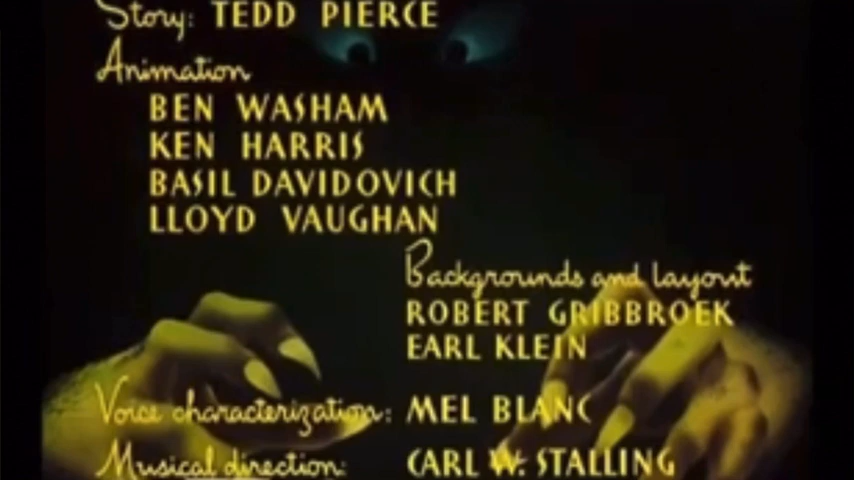 Story: TEDD PIERCE
Animation
BEN WASHAM
KEN HARRIS
BASIL DAVIDOVICH
LLOYD VAUGHAN
Backgrounds and layout
ROBERT GRIBBROEK
EARL KLEIN
Voice characterization: MEL BLANC
Musical direction: CARL W. STALLING